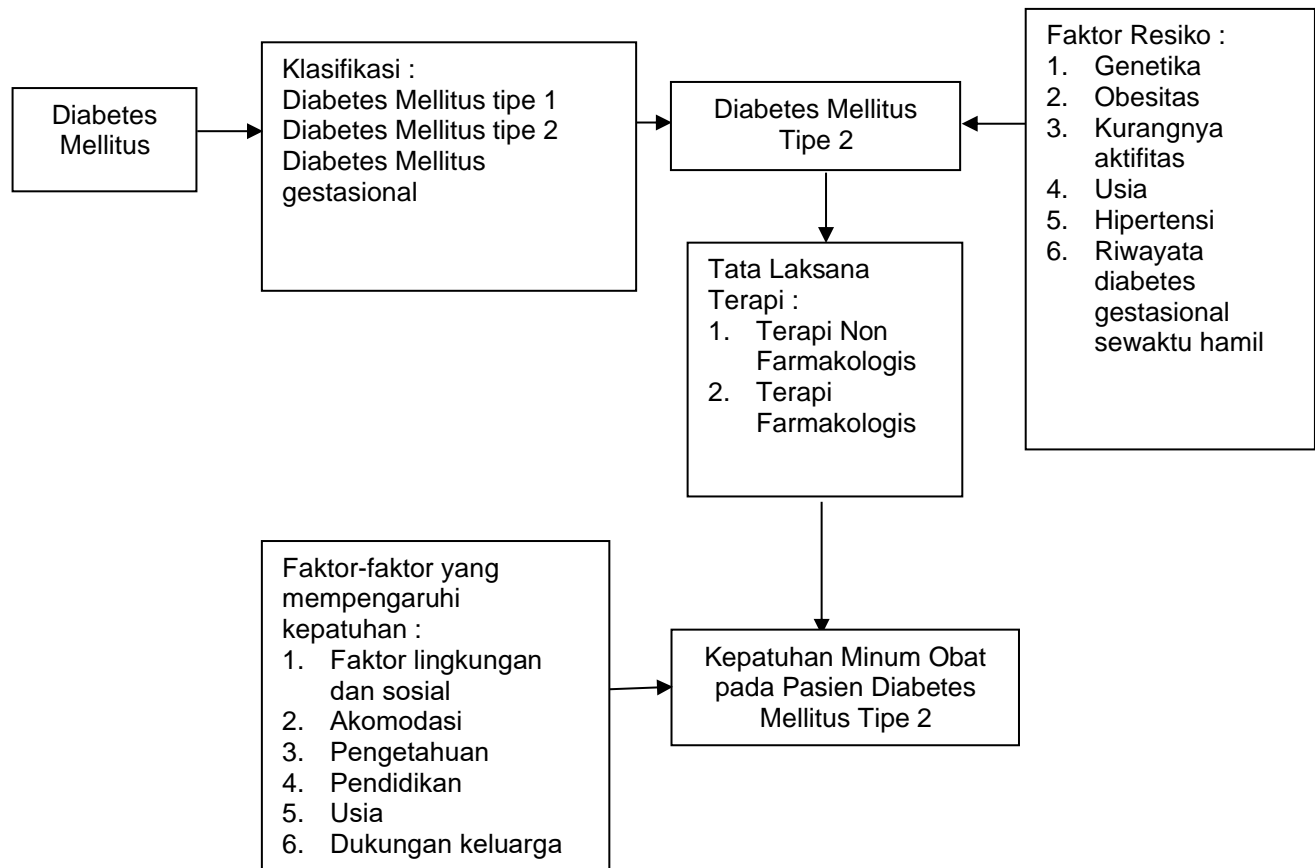 Diabetes
Mellitus
Klasifikasi :
Diabetes Mellitus tipe 1
Diabetes Mellitus tipe 2
Diabetes Mellitus
gestasional
Diabetes Mellitus
Tipe 2
Faktor Resiko :
1. Genetika
2. Obesitas
3. Kurangnya
aktifitas
4. Usia
5. Hipertensi
6. Riwayata
diabetes
gestasional
sewaktu hamil
Tata Laksana
Terapi :
1. Terapi Non
Farmakologis
2. Terapi
Farmakologis
Faktor-faktor yang
mempengaruhi
kepatuhan :
1. Faktor lingkungan
dan sosial
2. Akomodasi
3. Pengetahuan
4. Pendidikan
5. Usia
6. Dukungan keluarga
Kepatuhan Minum Obat
pada Pasien Diabetes
Mellitus Tipe 2